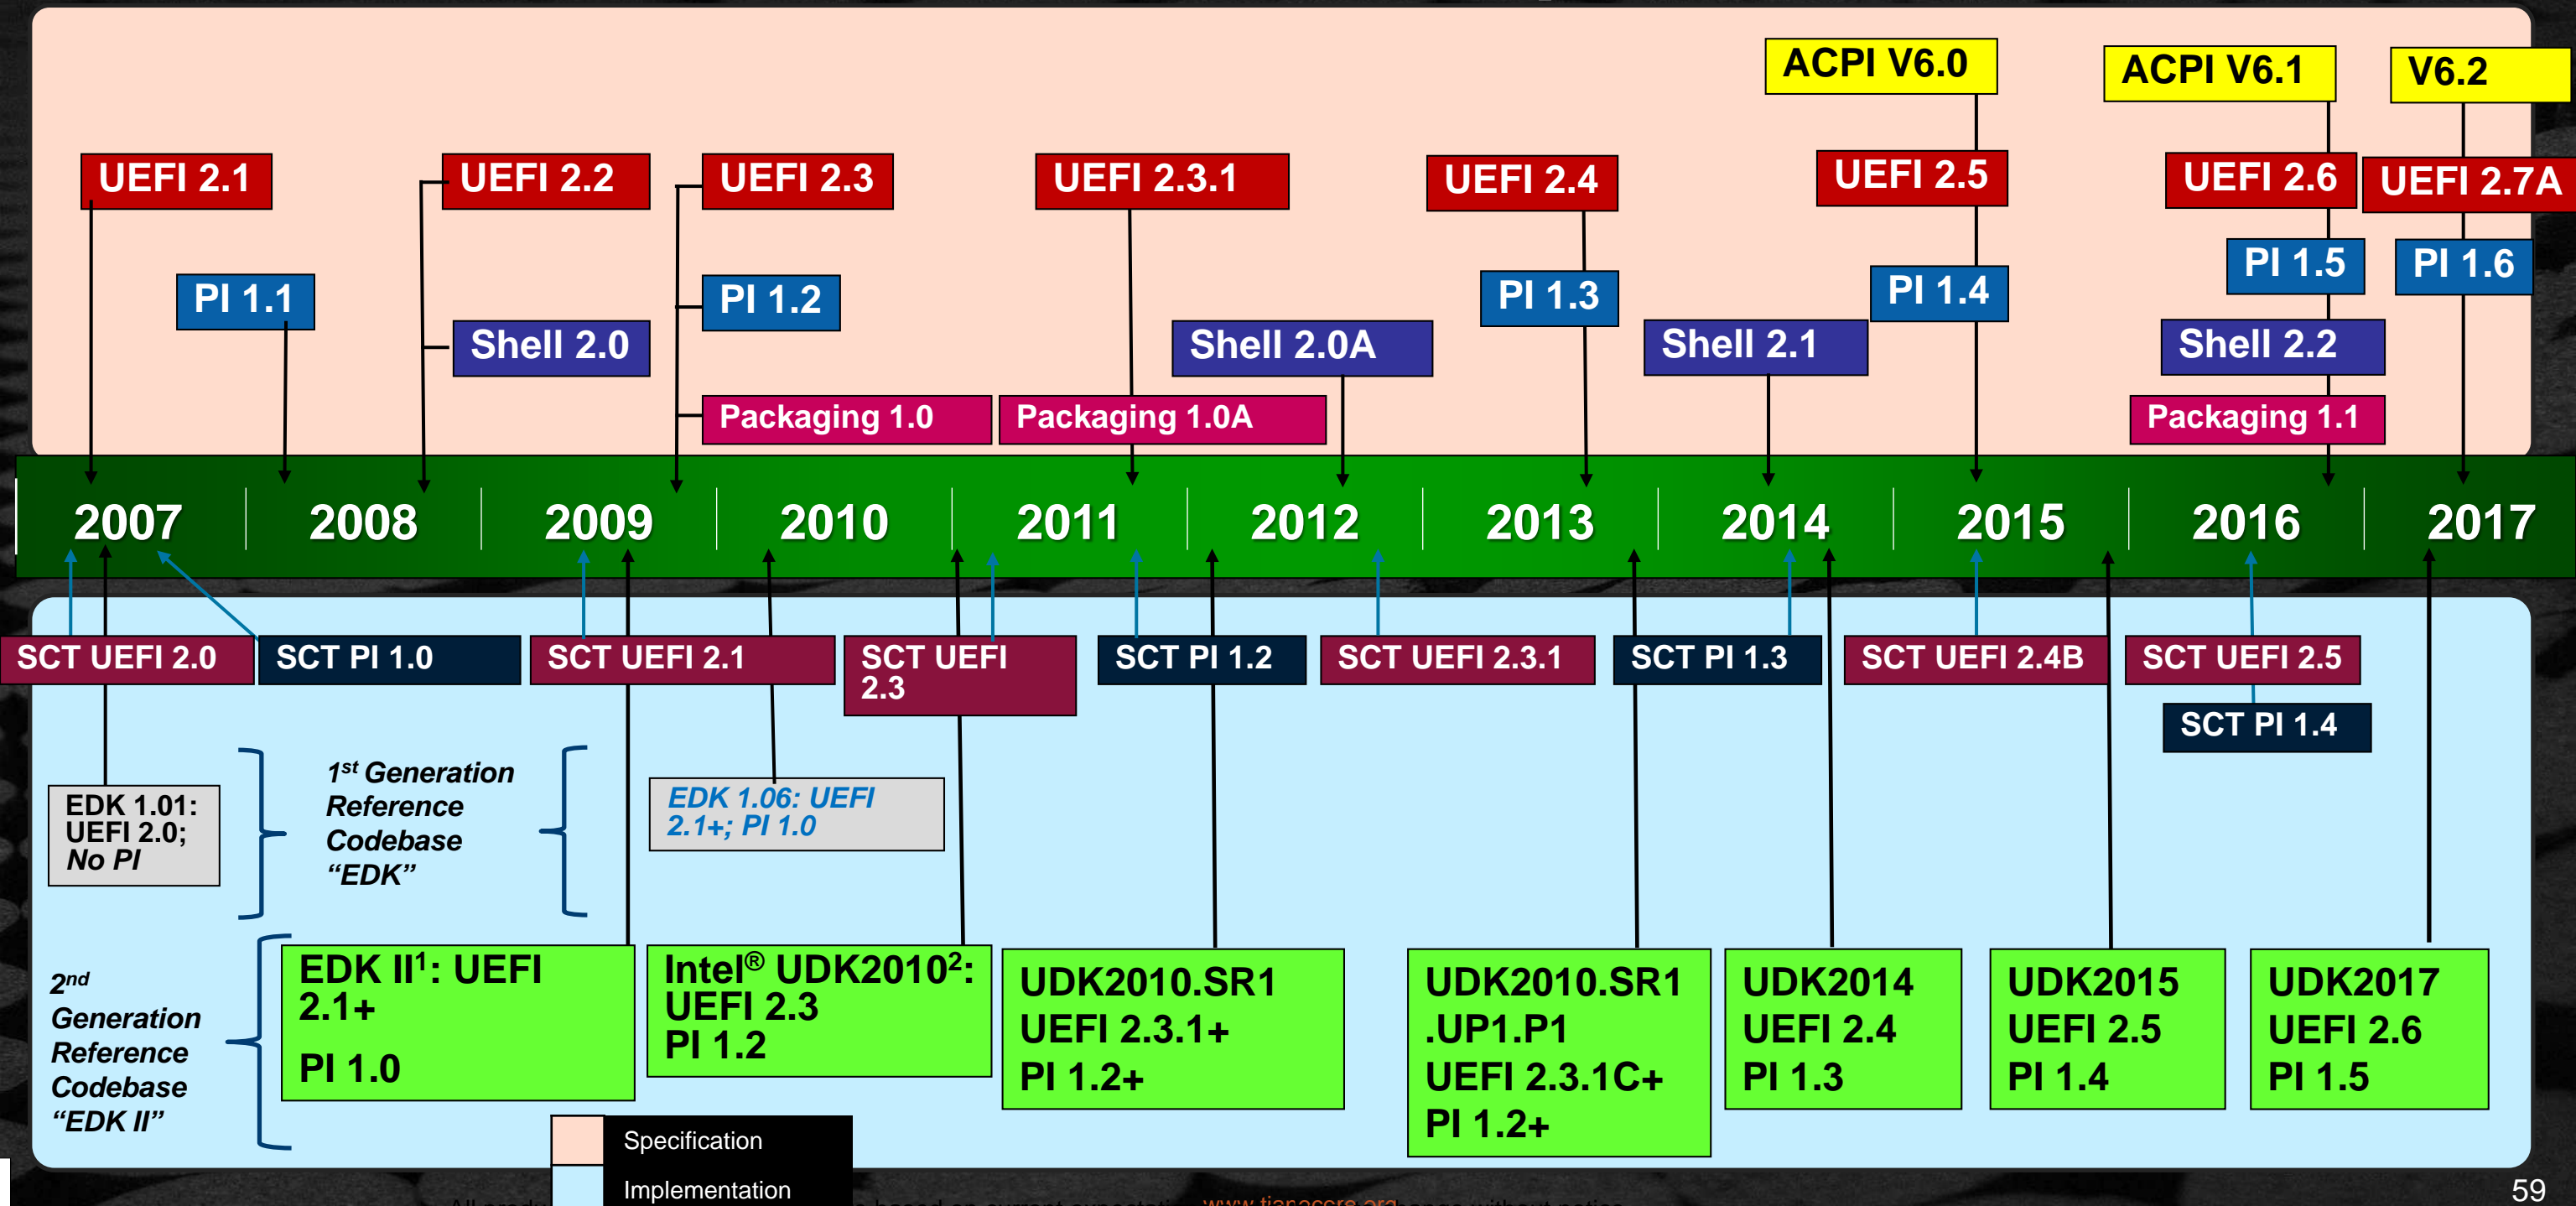 ACPI V6.0
ACPI V6.1
V6.2
UEFI 2.1
UEFI 2.2
UEFI 2.3
UEFI 2.3.1
UEFI 2.4
UEFI 2.5
UEFI 2.6
UEFI 2.7A
PI 1.1
PI 1.2
PI 1.3
PI 1.4
PI 1.5
PI 1.6
Shell 2.0
Shell 2.0A
Shell 2.1
Shell 2.2
Packaging 1.0
Packaging 1.0A
Packaging 1.1
2007
2008
2009
2010
2011
2012
2013
2014
2015
2016
2017
SCT UEFI 2.0
SCT PI 1.0
SCT UEFI 2.1
SCT UEFI
2.3
SCT PI 1.2
SCT UEFI 2.3.1
SCT PI 1.3
SCT UEFI 2.4B
SCT UEFI 2.5
SCT PI 1.4
EDK 1.01:
UEFI 2.0;
No PI
1st Generation
Reference
Codebase
“EDK”
EDK 1.06: UEFI
2.1+; PI 1.0
2nd
Generation
Reference
Codebase
“EDK II”
EDK II1: UEFI
2.1+
PI 1.0
Intel® UDK20102:
UEFI 2.3
PI 1.2
UDK2010.SR1
UEFI 2.3.1+
PI 1.2+
UDK2010.SR1
.UP1.P1
UEFI 2.3.1C+
PI 1.2+
UDK2014
UEFI 2.4
PI 1.3
UDK2015
UEFI 2.5
PI 1.4
UDK2017
UEFI 2.6
PI 1.5
Specification
Implementation
based on current www.tianocore.org without notice
59